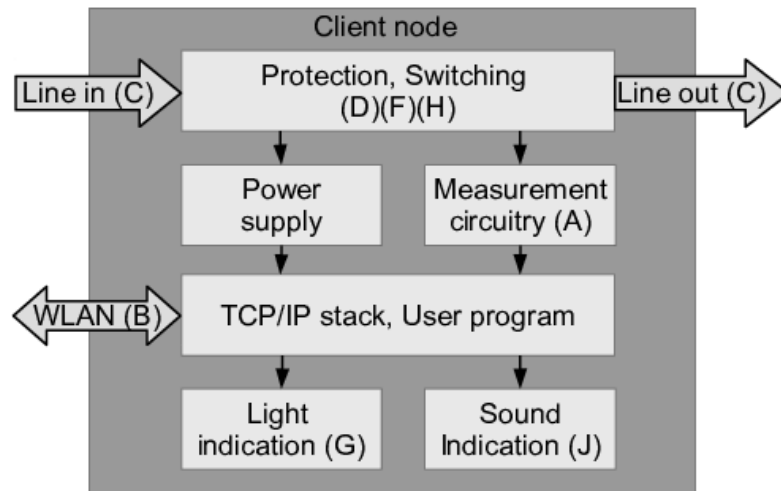 Client node
Line in (C)
Protection, Switching
(D)(F)(H)
Line out (C)
Power
supply
Measurement
circuitry (A)
WLAN (B)
TCP/IP stack, User program
Light
indication (G)
Sound
Indication (J)